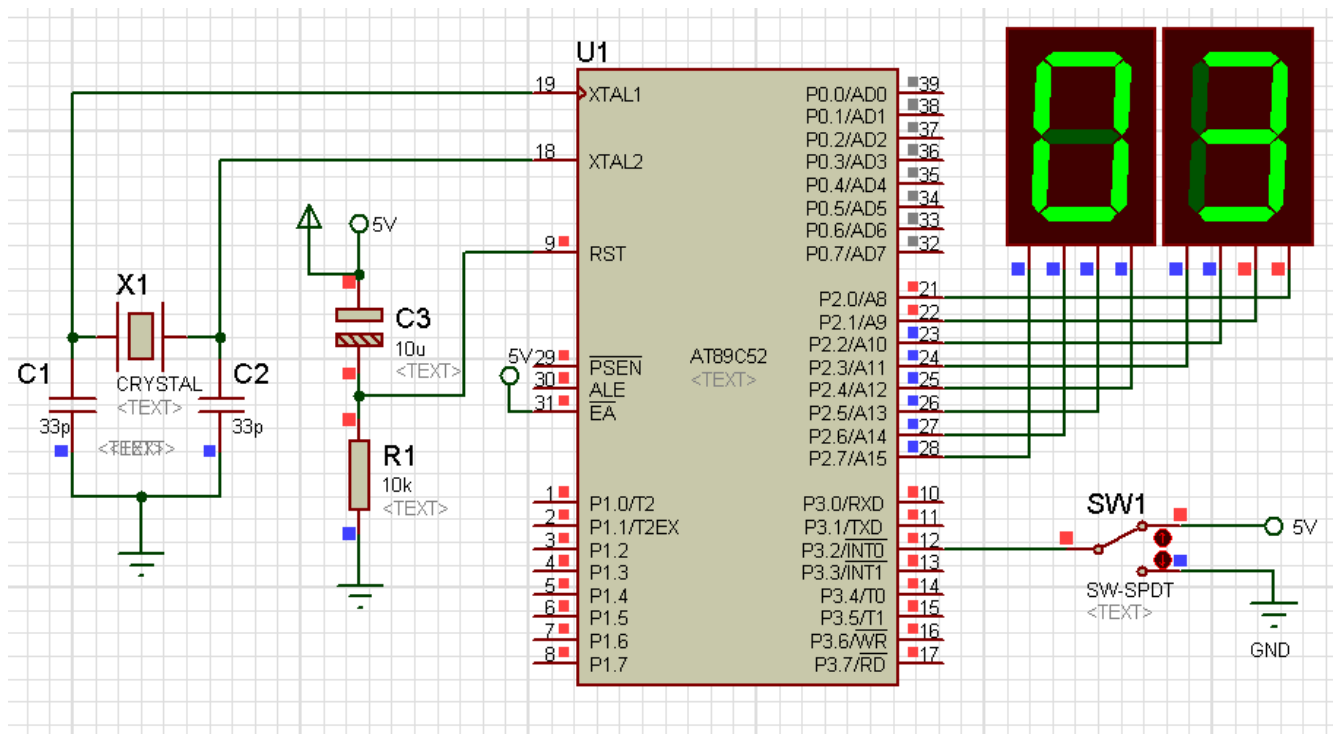 U1
19
XTAL1
18
XTAL2
9
RST
29
PSEN
30
ALE
31
EA
AT89C52
<TEXT>
1
P1.0/T2
2
P1.1/T2EX
3
P1.2
4
P1.3
5
P1.4
6
P1.5
7
P1.6
8
P1.7
P0.0/AD0
39
P0.1/AD1
38
P0.2/AD2
37
P0.3/AD3
36
P0.4/AD4
35
P0.5/AD5
34
P0.6/AD6
33
P0.7/AD7
32
P2.0/A8
21
P2.1/A9
22
P2.2/A10
23
P2.3/A11
24
P2.4/A12
25
P2.5/A13
26
P2.6/A14
27
P2.7/A15
28
P3.0/RXD
10
P3.1/TXD
11
P3.2/INT0
12
P3.3/INT1
13
P3.4/T0
14
P3.5/T1
15
P3.6/WR
16
P3.7/RD
17
5V
X1
CRYSTAL
<TEXT>
C1
33p
C2
33p
C3
10u
<TEXT>
5V
R1
10k
<TEXT>
03
SW1
SW-SPDT
<TEXT>
5V
GND